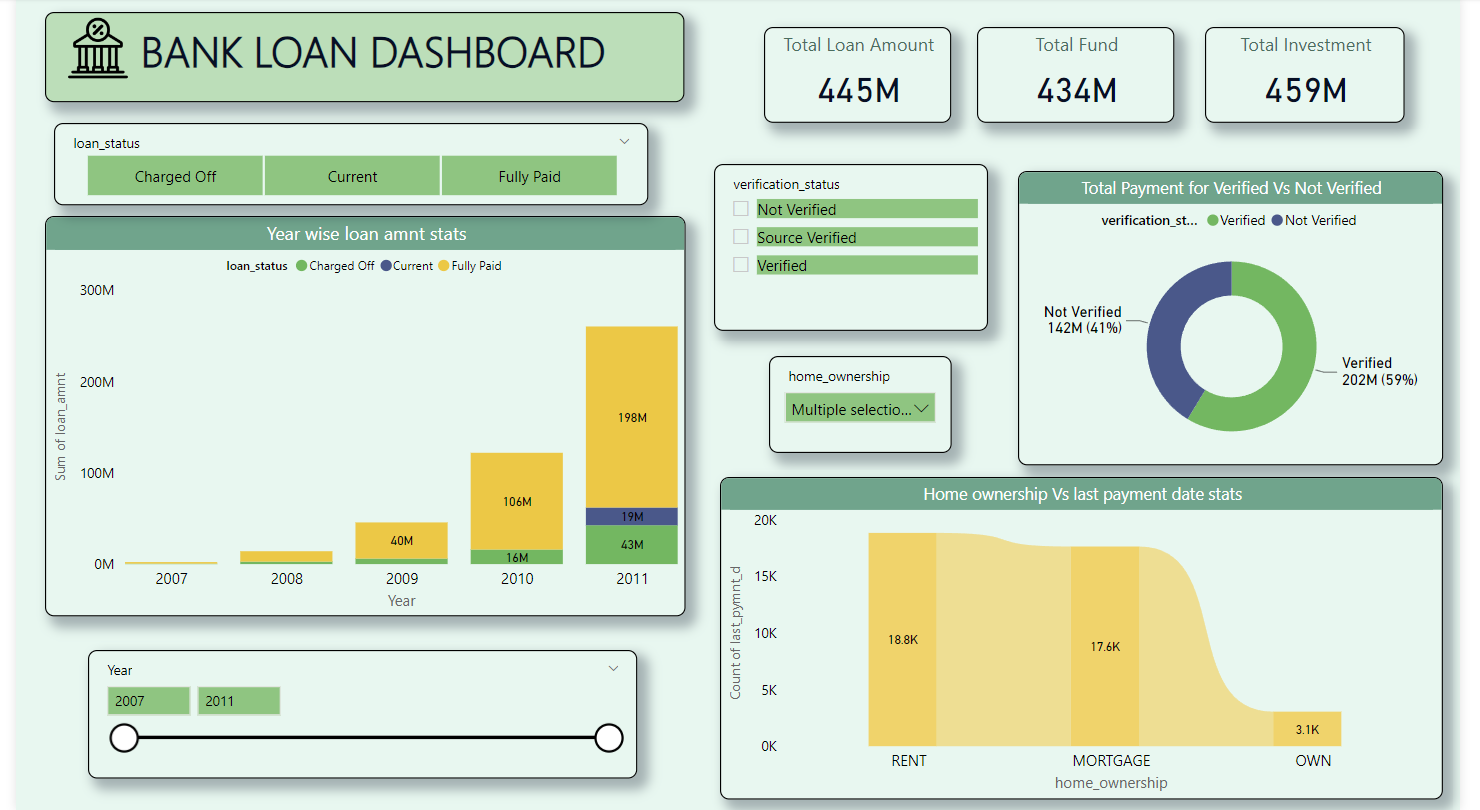 BANK LOAN DASHBOARD
Total Loan Amount
445M
Total Fund
434M
Total Investment
459M
loan_status
Charged Off
Current
Fully Paid
verification_status
Not Verified
Source Verified
Verified
home_ownership
Multiple selectio...
Total Payment for Verified Vs Not Verified
verification_st... Verified Not Verified
Not Verified
142M (41%)
Verified
202M (59%)
Year wise loan amnt stats
loan_status Charged Off Current Fully Paid
Sum of loan_amnt
300M
200M
100M
0M
40M
106M
16M
198M
19M
43M
2007
2008
2009
2010
2011
Year
Year
2007
2011
Home ownership Vs last payment date stats
Count of last_pymnt_d
20K
15K
10K
5K
0K
18.8K
17.6K
3.1K
RENT
MORTGAGE
OWN
home_ownership